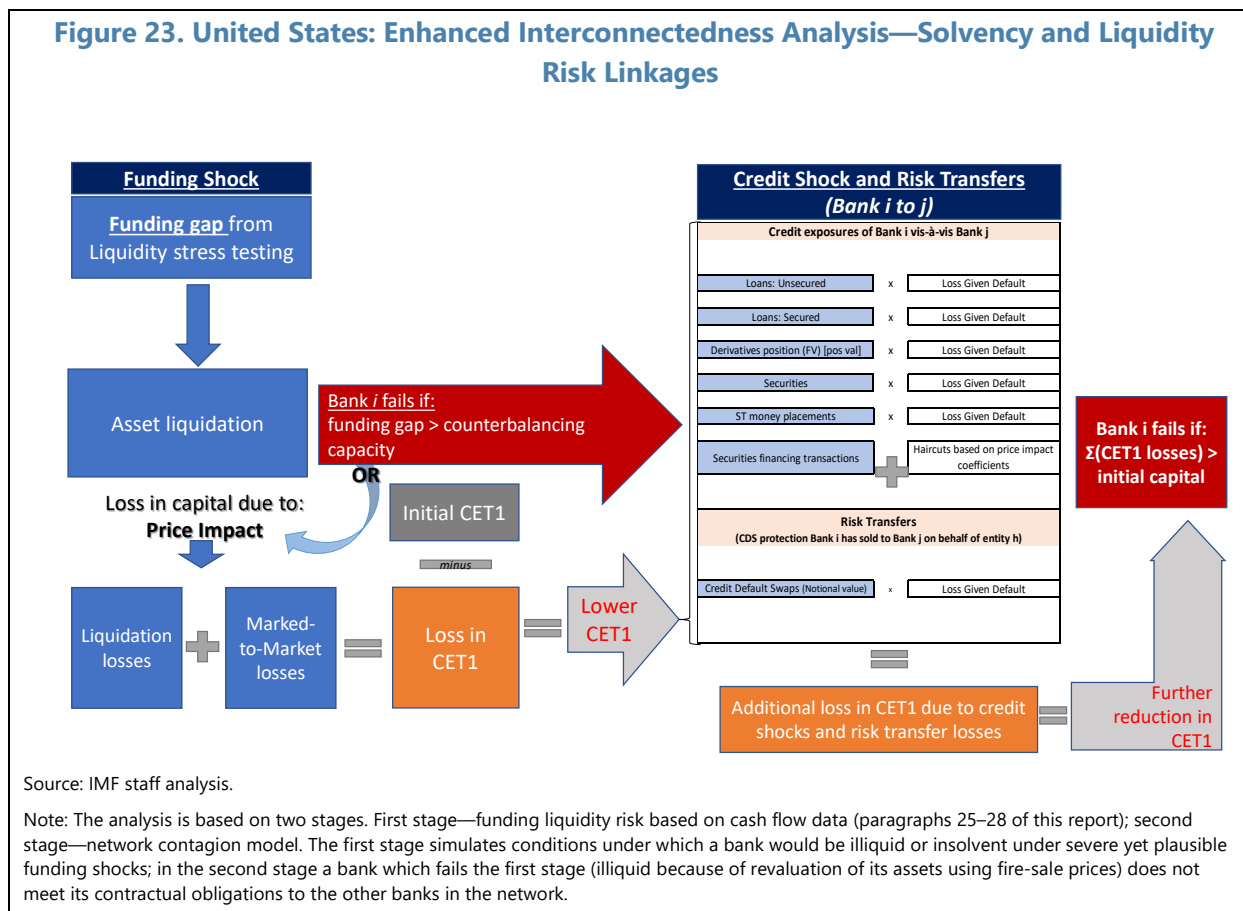 Figure 23. United States: Enhanced Interconnectedness Analysis—Solvency and Liquidity
Risk Linkages
Funding Shock
Funding gap from
Liquidity stress testing
Asset liquidation
Bank i fails if:
funding gap > counterbalancing
capacity
OR
Loss in capital due to:
Price Impact
Initial CET1
minus
Liquidation
losses
Marked-
to-Market
losses
Loss in
CET1
Lower
CET1
Credit Shock and Risk Transfers
(Bank i to j)
Credit exposures of Bank i vis-à-vis Bank j
Loans: Unsecured x Loss Given Default
Loans: Secured x Loss Given Default
Derivatives position (FV) [pos val] x Loss Given Default
Securities x Loss Given Default
ST money placements x Loss Given Default
Securities financing transactions
Haircuts based on price impact
coefficients
Risk Transfers
(CDS protection Bank i has sold to Bank j on behalf of entity h)
Credit Default Swaps (Notional value) x Loss Given Default
Additional loss in CET1 due to credit
shocks and risk transfer losses
Further
reduction in
CET1
Bank i fails if:
Σ(CET1 losses) >
initial capital
Source: IMF staff analysis.
Note: The analysis is based on two stages. First stage—funding liquidity risk based on cash flow data (paragraphs 25–28 of this report); second
stage—network contagion model. The first stage simulates conditions under which a bank would be illiquid or insolvent under severe yet plausible
funding shocks; in the second stage a bank which fails the first stage (illiquid because of revaluation of its assets using fire-sale prices) does not
meet its contractual obligations to the other banks in the network.